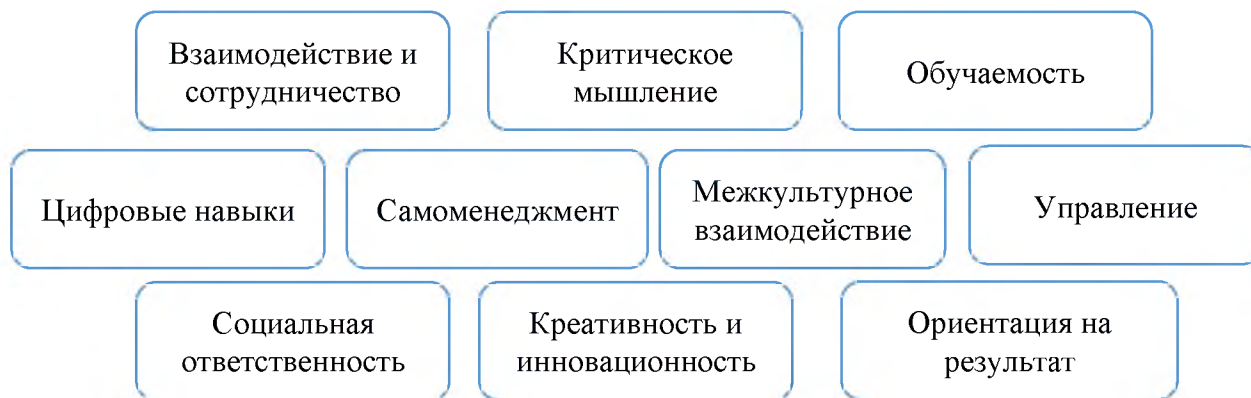 Взаимодействие и
сотрудничество
Критическое
мышление
Обучаемость
Цифровые навыки
Самоменеджмент
Межкультурное
взаимодействие
Управление
Социальная
ответственность
Креативность и
инновационность
Ориентация на
результат